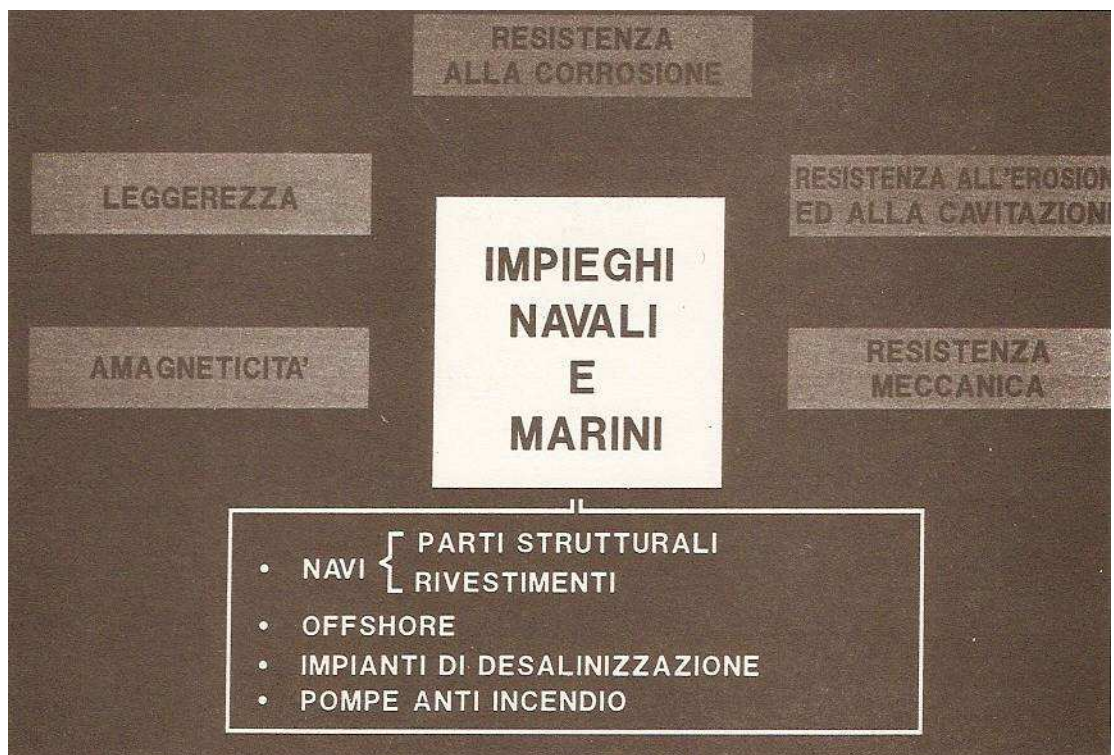 RESISTENZA
ALLA CORROSIONE
LEGGEREZZA
RESISTENZA ALL'EROSION
ED ALLA CAVITAZION
IMPIEGHI
NAVALI
E
MARINI
AMAGNETICITA'
RESISTENZA
MECCANICA
• NAVI { PARTI STRUTTURALI
RIVESTIMENTI
• OFFSHORE
• IMPIANTI DI DESALINIZZAZIONE
• POMPE ANTI INCENDIO